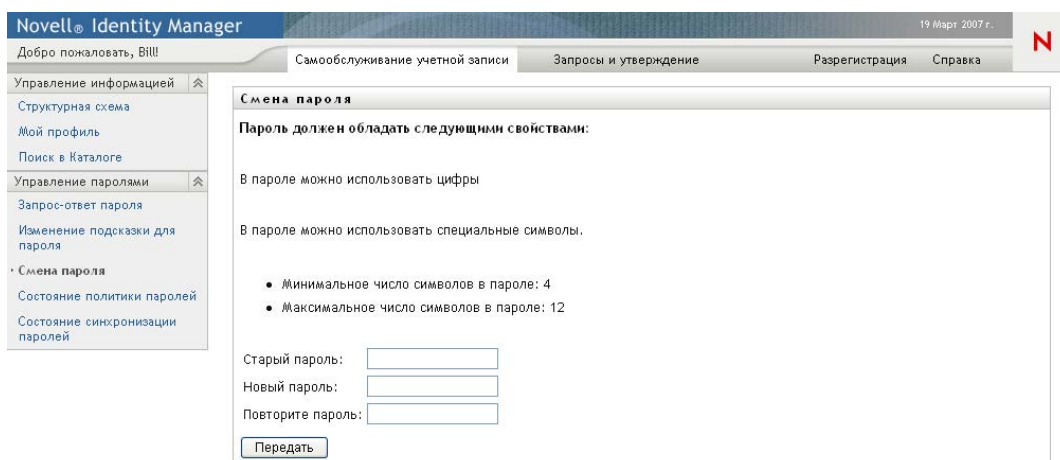 Novell® Identity Manager
19 Март 2007 г.
N
Добро пожаловать, Bill!
Самообслуживание учетной записи
Запросы и утверждение
Разрегистрация
Справка
Управление информацией
Структурная схема
Мой профиль
Поиск в Каталоге
Управление паролями
Запрос-ответ пароля
Изменение подсказки для
пароля
Смена пароля
Состояние политики паролей
Состояние синхронизации
паролей
Смена пароля
Пароль должен обладать следующими свойствами:
В пароле можно использовать цифры
В пароле можно использовать специальные символы.
• Минимальное число символов в пароле: 4
• Максимальное число символов в пароле: 12
Старый пароль:
Новый пароль:
Повторите пароль:
Передать